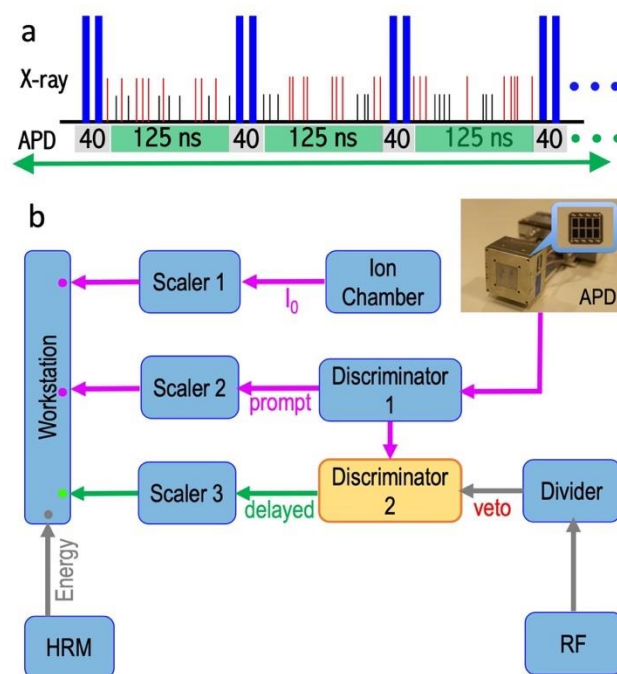 a
X-ray
APD 40 125 ns 40 125 ns 40 125 ns 40
b
Workstation
Scaler 1
I₀
Ion
Chamber
APD
Scaler 2
prompt
Discriminator
1
Scaler 3
delayed
Discriminator
2
veto
Divider
Energy
HRM
RF